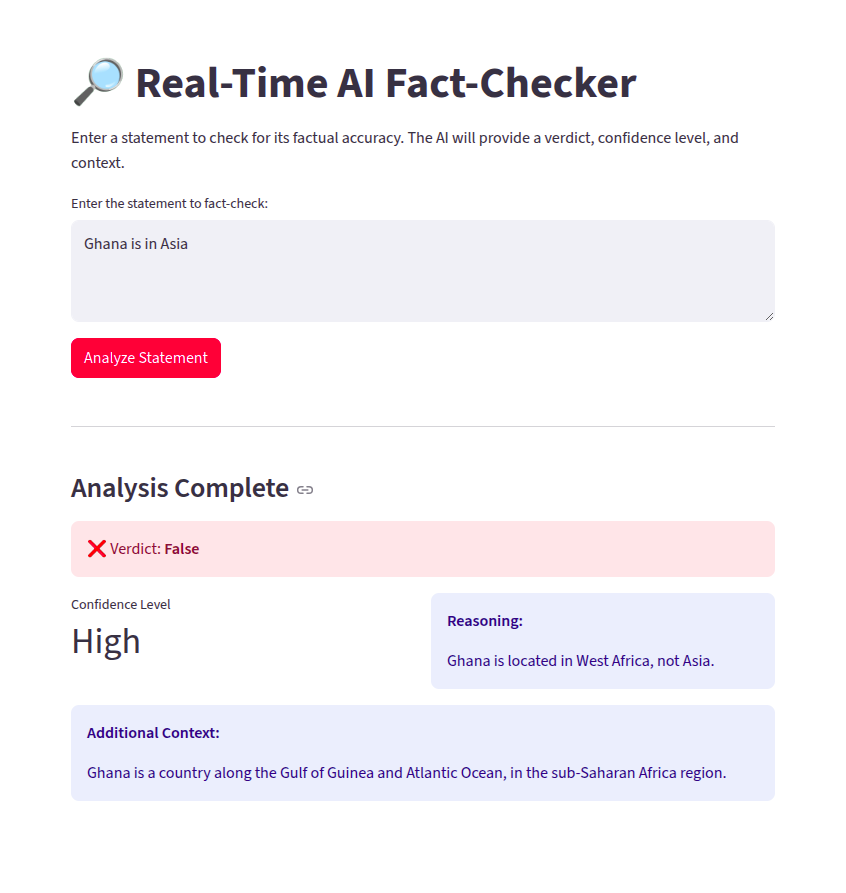 🔎 Real-Time AI Fact-Checker
Enter a statement to check for its factual accuracy. The AI will provide a verdict, confidence level, and
context.
Enter the statement to fact-check:
Ghana is in Asia
Analyze Statement
Analysis Complete
❌ Verdict: False
Confidence Level
High
Reasoning:
Ghana is located in West Africa, not Asia.
Additional Context:
Ghana is a country along the Gulf of Guinea and Atlantic Ocean, in the sub-Saharan Africa region.